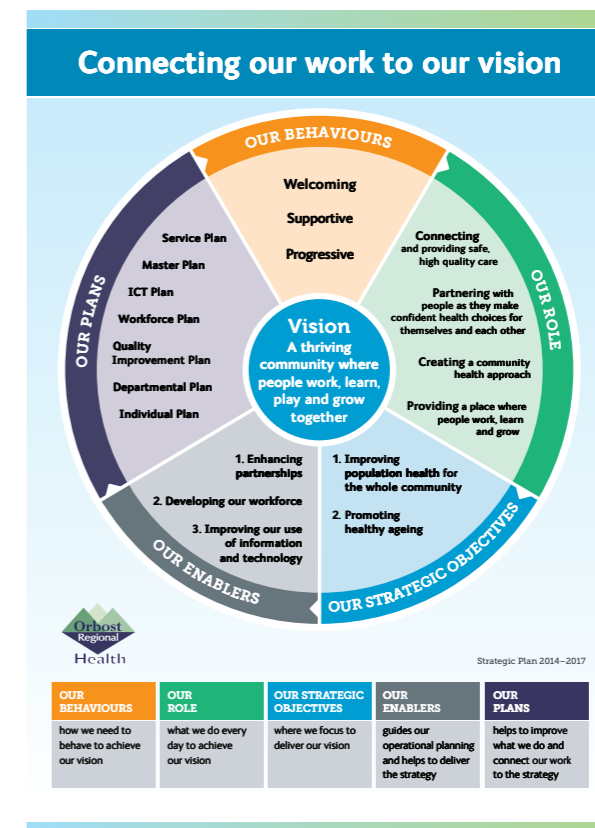 Connecting our work to our vision
OUR BEHAVIOURS
Welcoming
Supportive
Progressive
OUR ROLE
Connecting
and providing safe,
high quality care
Partnering with
people as they make
confident health choices for
themselves and each other
Creating a community
health approach
Providing a place where
people work, learn
and grow
OUR STRATEGIC OBJECTIVES
1. Improving
population health for
the whole community
2. Promoting
healthy ageing
OUR ENABLERS
1. Enhancing
partnerships
2. Developing our workforce
3. Improving our use
of information
and technology
OUR PLANS
Service Plan
Master Plan
ICT Plan
Workforce Plan
Quality
Improvement Plan
Departmental Plan
Individual Plan
Vision
A thriving
community where
people work, learn,
play and grow
together
Orbost
Regional
Health
Strategic Plan 2014–2017
OUR
BEHAVIOURS
how we need to
behave to achieve
our vision
OUR
ROLE
what we do every
day to achieve
our vision
OUR STRATEGIC
OBJECTIVES
where we focus to
deliver our vision
OUR
ENABLERS
guides our
operational planning
and helps to deliver
the strategy
OUR
PLANS
helps to improve
what we do and
connect our work
to the strategy